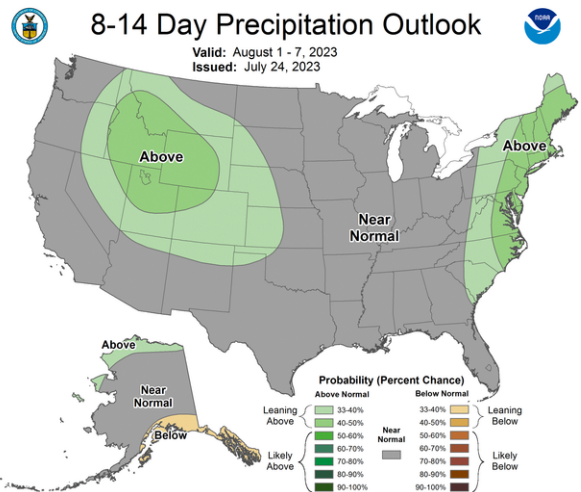 NOAA
8-14 Day Precipitation Outlook
Valid: August 1 - 7, 2023
Issued: July 24, 2023
Above
Above
Near
Normal
Above
Near
Normal
Below
Probability (Percent Chance)
Above Normal
Below Normal
Leaning
Above
33-40%
40-50%
Likely
Above
50-60%
60-70%
70-80%
80-90%
90-100%
Near
Normal
33-40%
40-50%
Leaning
Below
50-60%
60-70%
70-80%
80-90%
90-100%
Likely
Below